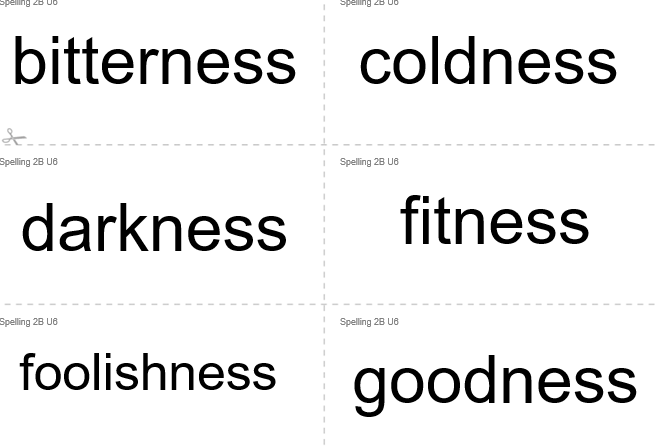 Spelling 2B U6
Spelling 2B U6
bitterness
coldness
Spelling 2B U6
Spelling 2B U6
darkness
fitness
Spelling 2B U6
Spelling 2B U6
foolishness
goodness